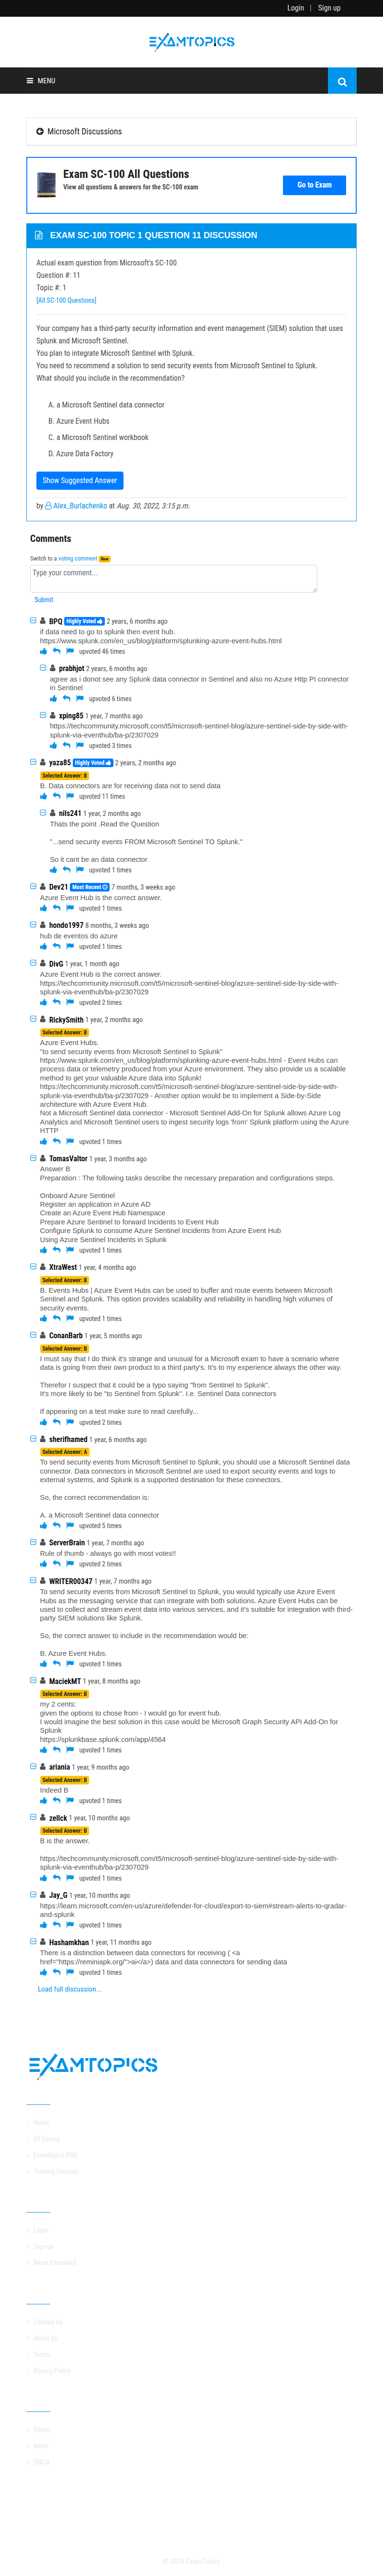 Login | Sign up
EXAMTOPICS
MENU
Microsoft Discussions
Exam SC-100 All Questions
View all questions & answers for the SC-100 exam
Go to Exam
EXAM SC-100 TOPIC 1 QUESTION 11 DISCUSSION
Actual exam question from Microsoft's SC-100
Question #: 11
Topic #: 1
[All SC-100 Questions]
Your company has a third-party security information and event management (SIEM) solution that uses
Splunk and Microsoft Sentinel.
You plan to integrate Microsoft Sentinel with Splunk.
You need to recommend a solution to send security events from Microsoft Sentinel to Splunk.
What should you include in the recommendation?
A. a Microsoft Sentinel data connector
B. Azure Event Hubs
C. a Microsoft Sentinel workbook
D. Azure Data Factory
Show Suggested Answer
by Alex_Burlachenko at Aug. 30, 2022, 3:15 p.m.
Comments
Switch to a voting comment New
Type your comment...
Submit
BPQ Highly Voted 2 years, 6 months ago
if data need to go to splunk then event hub.
https://www.splunk.com/en_us/blog/platform/splunking-azure-event-hubs.html
upvoted 46 times
prabhjot 2 years, 6 months ago
agree as i donot see any Splunk data connector in Sentinel and also no Azure Http PI connector
in Sentinel
upvoted 6 times
xping85 1 year, 7 months ago
https://techcommunity.microsoft.com/t5/microsoft-sentinel-blog/azure-sentinel-side-by-side-with-
splunk-via-eventhub/ba-p/2307029
upvoted 3 times
yaza85 Highly Voted 2 years, 2 months ago
Selected Answer: B
B. Data connectors are for receiving data not to send data
upvoted 11 times
nils241 1 year, 2 months ago
Thats the point .Read the Question
"...send security events FROM Microsoft Sentinel TO Splunk."
So it cant be an data connector
upvoted 1 times
Dev21 Most Recent 7 months, 3 weeks ago
Azure Event Hub is the correct answer.
upvoted 1 times
hondo1997 8 months, 3 weeks ago
hub de eventos do azure
upvoted 1 times
DivG 1 year, 1 month ago
Azure Event Hub is the correct answer.
https://techcommunity.microsoft.com/t5/microsoft-sentinel-blog/azure-sentinel-side-by-side-with-
splunk-via-eventhub/ba-p/2307029
upvoted 2 times
RickySmith 1 year, 2 months ago
Selected Answer: B
Azure Event Hubs.
"to send security events from Microsoft Sentinel to Splunk"
https://www.splunk.com/en_us/blog/platform/splunking-azure-event-hubs.html - Event Hubs can
process data or telemetry produced from your Azure environment. They also provide us a scalable
method to get your valuable Azure data into Splunk!
https://techcommunity.microsoft.com/t5/microsoft-sentinel-blog/azure-sentinel-side-by-side-with-
splunk-via-eventhub/ba-p/2307029 - Another option would be to implement a Side-by-Side
architecture with Azure Event Hub.
Not a Microsoft Sentinel data connector - Microsoft Sentinel Add-On for Splunk allows Azure Log
Analytics and Microsoft Sentinel users to ingest security logs 'from' Splunk platform using the Azure
HTTP
upvoted 1 times
TomasValtor 1 year, 3 months ago
Answer B
Preparation : The following tasks describe the necessary preparation and configurations steps.
Onboard Azure Sentinel
Register an application in Azure AD
Create an Azure Event Hub Namespace
Prepare Azure Sentinel to forward Incidents to Event Hub
Configure Splunk to consume Azure Sentinel Incidents from Azure Event Hub
Using Azure Sentinel Incidents in Splunk
upvoted 1 times
XtraWest 1 year, 4 months ago
Selected Answer: B
B. Events Hubs | Azure Event Hubs can be used to buffer and route events between Microsoft
Sentinel and Splunk. This option provides scalability and reliability in handling high volumes of
security events.
upvoted 1 times
ConanBarb 1 year, 5 months ago
Selected Answer: B
I must say that I do think it's strange and unusual for a Microsoft exam to have a scenario where
data is going from their own product to a third party's. It's to my experience always the other way.
Therefor I suspect that it could be a typo saying "from Sentinel to Splunk".
It's more likely to be "to Sentinel from Splunk". I.e. Sentinel Data connectors
If appearing on a test make sure to read carefully...
upvoted 2 times
sherifhamed 1 year, 6 months ago
Selected Answer: A
To send security events from Microsoft Sentinel to Splunk, you should use a Microsoft Sentinel data
connector. Data connectors in Microsoft Sentinel are used to export security events and logs to
external systems, and Splunk is a supported destination for these connectors.
So, the correct recommendation is:
A. a Microsoft Sentinel data connector
upvoted 5 times
ServerBrain 1 year, 7 months ago
Rule of thumb - always go with most votes!!
upvoted 2 times
WRITER00347 1 year, 7 months ago
To send security events from Microsoft Sentinel to Splunk, you would typically use Azure Event
Hubs as the messaging service that can integrate with both solutions. Azure Event Hubs can be
used to collect and stream event data into various services, and it's suitable for integration with third-
party SIEM solutions like Splunk.
So, the correct answer to include in the recommendation would be:
B. Azure Event Hubs.
upvoted 1 times
MaciekMT 1 year, 8 months ago
Selected Answer: B
my 2 cents:
given the options to chose from - I would go for event hub.
I would imagine the best solution in this case would be Microsoft Graph Security API Add-On for
Splunk
https://splunkbase.splunk.com/app/4564
upvoted 1 times
ariania 1 year, 9 months ago
Selected Answer: B
Indeed B
upvoted 1 times
zellck 1 year, 10 months ago
Selected Answer: B
B is the answer.
https://techcommunity.microsoft.com/t5/microsoft-sentinel-blog/azure-sentinel-side-by-side-with-
splunk-via-eventhub/ba-p/2307029
upvoted 1 times
Jay_G 1 year, 10 months ago
https://learn.microsoft.com/en-us/azure/defender-for-cloud/export-to-siem#stream-alerts-to-qradar-
and-splunk
upvoted 1 times
Hashamkhan 1 year, 11 months ago
There is a distinction between data connectors for receiving ( <a
href="https://reminiapk.org/">ai</a>) data and data connectors for sending data
upvoted 1 times
Load full discussion...
EXAMTOPICS
Home
All Exams
Examtopics PRO
Training Courses
Login
Sign up
Reset Password
Contact Us
About Us
Terms
Privacy Policy
Forum
News
DMCA
© 2024 ExamTopics